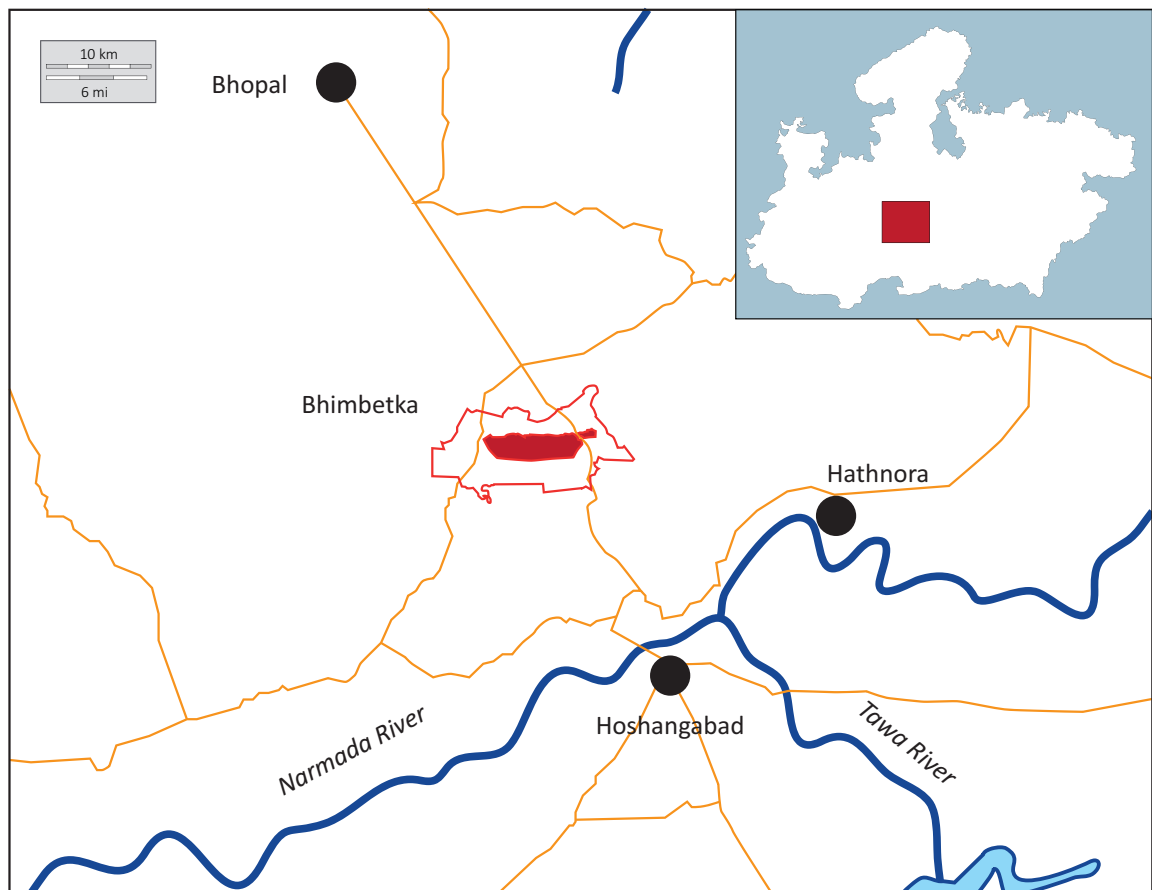 10 km
6 mi
Bhopal
Bhimbetka
Hathnora
Hoshangabad
Narmada River
Tawa River